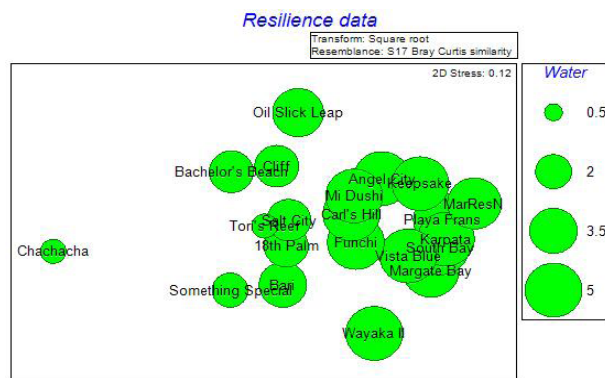 Resilience data
Transform: Square root
Resemblance: S17 Bray Curtis similarity
2D Stress: 0.12
Water
0.5
2
3.5
5
Oil Slick Leap
Cliff
Bachelor's Beach
Angel City
Keepsake
Mi Dushi
MarResN
Carl's Hill
Playa Frans
Salt City
Tori's Reef
18th Palm
Funchi
Karpata
South Bay
Vista Blue
Chachacha
Margate Bay
Something Special
Bari
Wayaka II